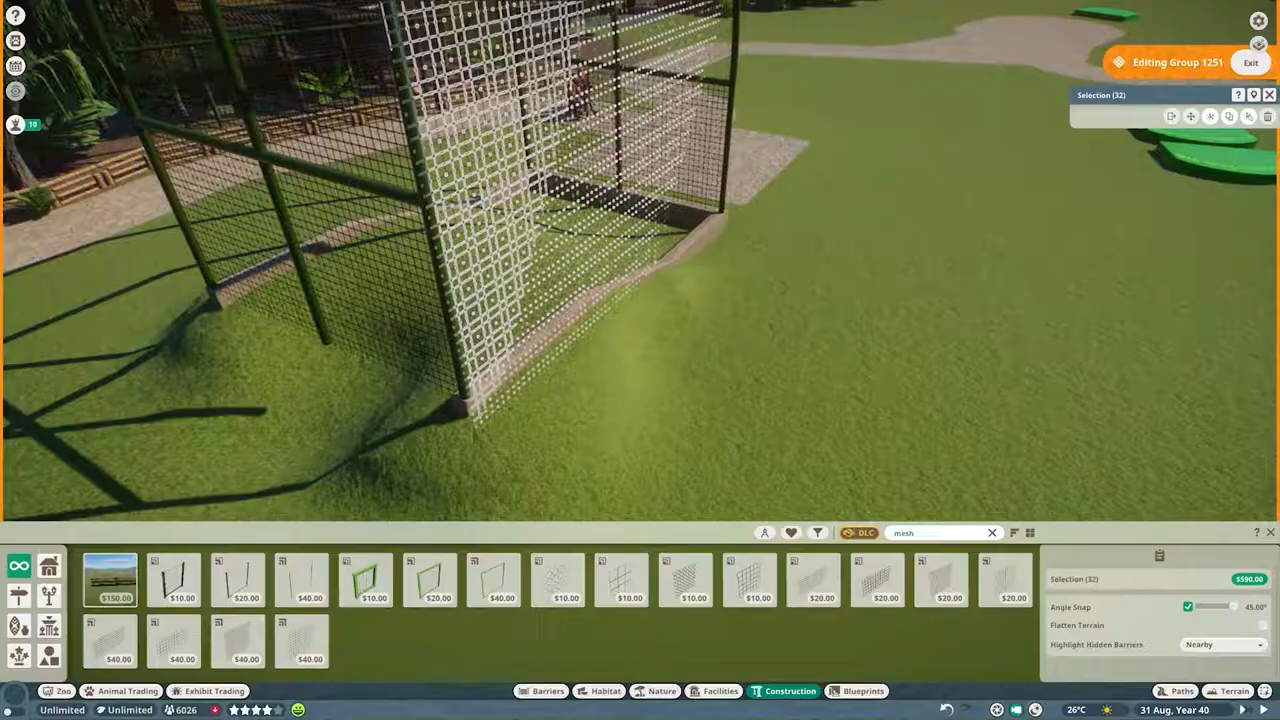 ?
Editing Group 1251
Exit
Selection (32)
?
10
DLC
mesh
?
$150.00
$10.00
$20.00
$40.00
$10.00
$20.00
$40.00
$10.00
$10.00
$10.00
$10.00
$20.00
$20.00
$20.00
$20.00
$40.00
$40.00
$40.00
$40.00
Selection (32)
$590.00
Angle Snap
45.00°
Flatten Terrain
Highlight Hidden Barriers
Nearby
Zoo
Animal Trading
Exhibit Trading
Barriers
Habitat
Nature
Facilities
Construction
Blueprints
Paths
Terrain
Unlimited
Unlimited
6026
26°C
31 Aug, Year 40